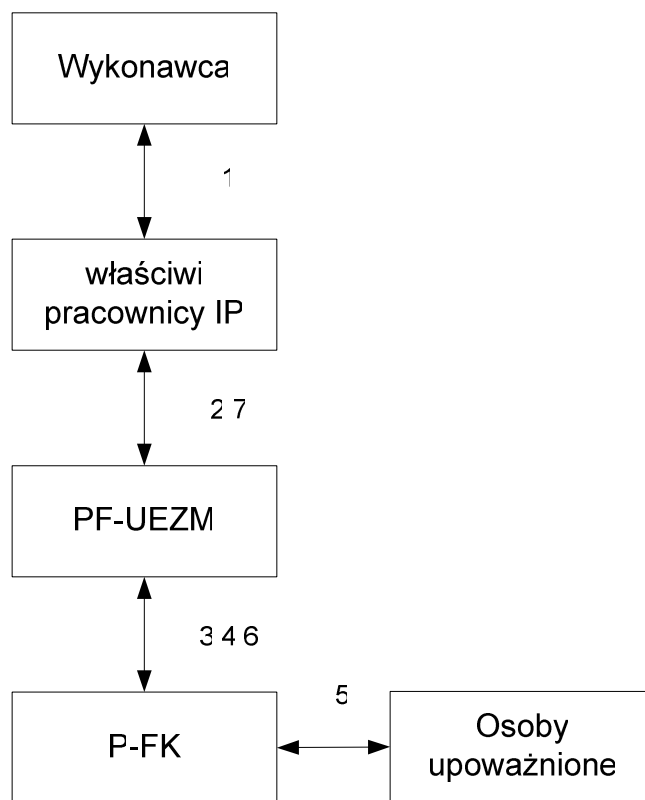 Wykonawca
1
właściwi
pracownicy IP
2 7
PF-UEZM
3 4 6
P-FK
5
Osoby
upoważnione